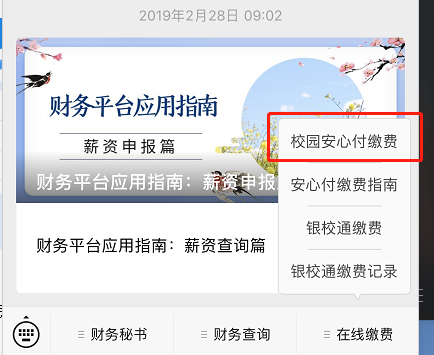 2019年2月28日 09:02
财务平台应用指南
薪资申报篇
财务平台应用指南：薪资申报
财务平台应用指南：薪资查询篇
校园安心付缴费
安心付缴费指南
银校通缴费
银校通缴费记录
财务秘书
财务查询
在线缴费